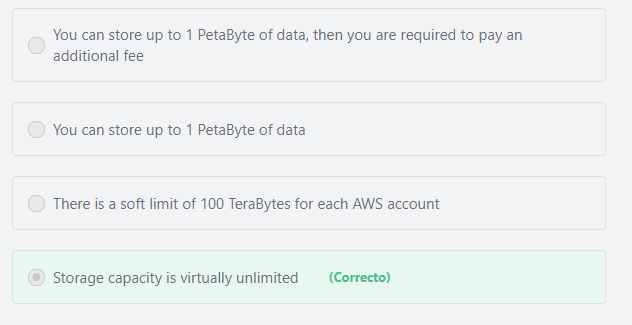 You can store up to 1 PetaByte of data, then you are required to pay an
additional fee
You can store up to 1 PetaByte of data
There is a soft limit of 100 TeraBytes for each AWS account
Storage capacity is virtually unlimited (Correcto)